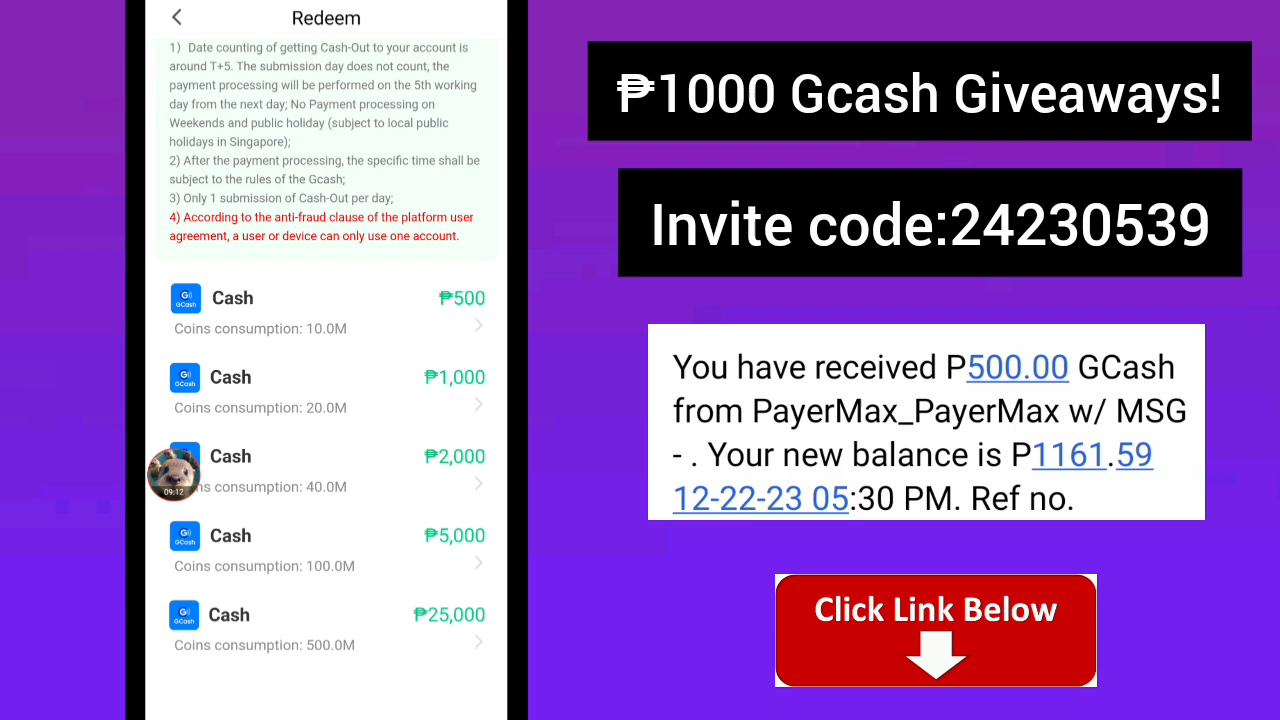 Redeem
1) Date counting of getting Cash-Out to your account is
around T+5. The submission day does not count, the
payment processing will be performed on the 5th working
day from the next day; No Payment processing on
Weekends and public holiday (subject to local public
holidays in Singapore);
2) After the payment processing, the specific time shall be
subject to the rules of the Gcash;
3) Only 1 submission of Cash-Out per day;
4) According to the anti-fraud clause of the platform user
agreement, a user or device can only use one account.
GCash Cash ₱500
Coins consumption: 10.0M
GCash Cash ₱1,000
Coins consumption: 20.0M
Cash ₱2,000
09:12 ns consumption: 40.0M
GCash Cash ₱5,000
Coins consumption: 100.0M
GCash Cash ₱25,000
Coins consumption: 500.0M
₱1000 Gcash Giveaways!
Invite code:24230539
You have received P500.00 GCash
from PayerMax_PayerMax w/ MSG
- . Your new balance is P1161.59
12-22-23 05:30 PM. Ref no.
Click Link Below